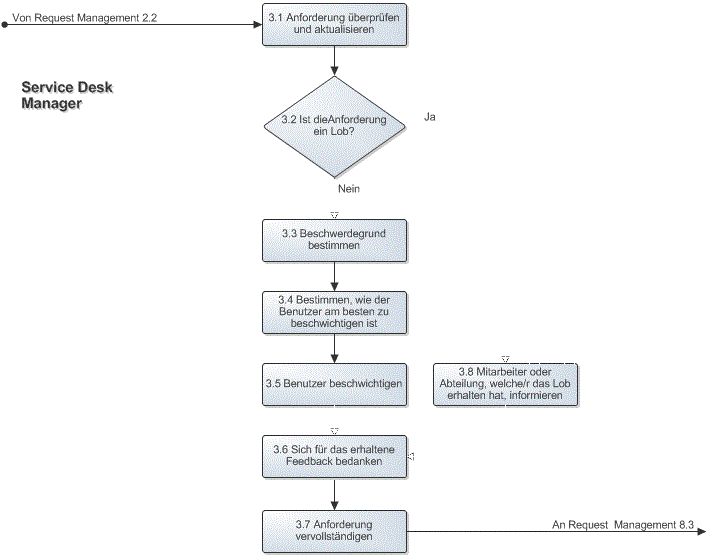 Von Request Management 2.2
3.1 Anforderung überprüfen
und aktualisieren
Service Desk
Manager
3.2 Ist dieAnforderung
ein Lob?
Ja
Nein
3.3 Beschwerdegrund
bestimmen
3.4 Bestimmen, wie der
Benutzer am besten zu
beschwichtigen ist
3.5 Benutzer beschwichtigen
3.8 Mitarbeiter oder
Abteilung, welche/r das Lob
erhalten hat, informieren
3.6 Sich für das erhaltene
Feedback bedanken
3.7 Anforderung
vervollständigen
An Request Management 8.3